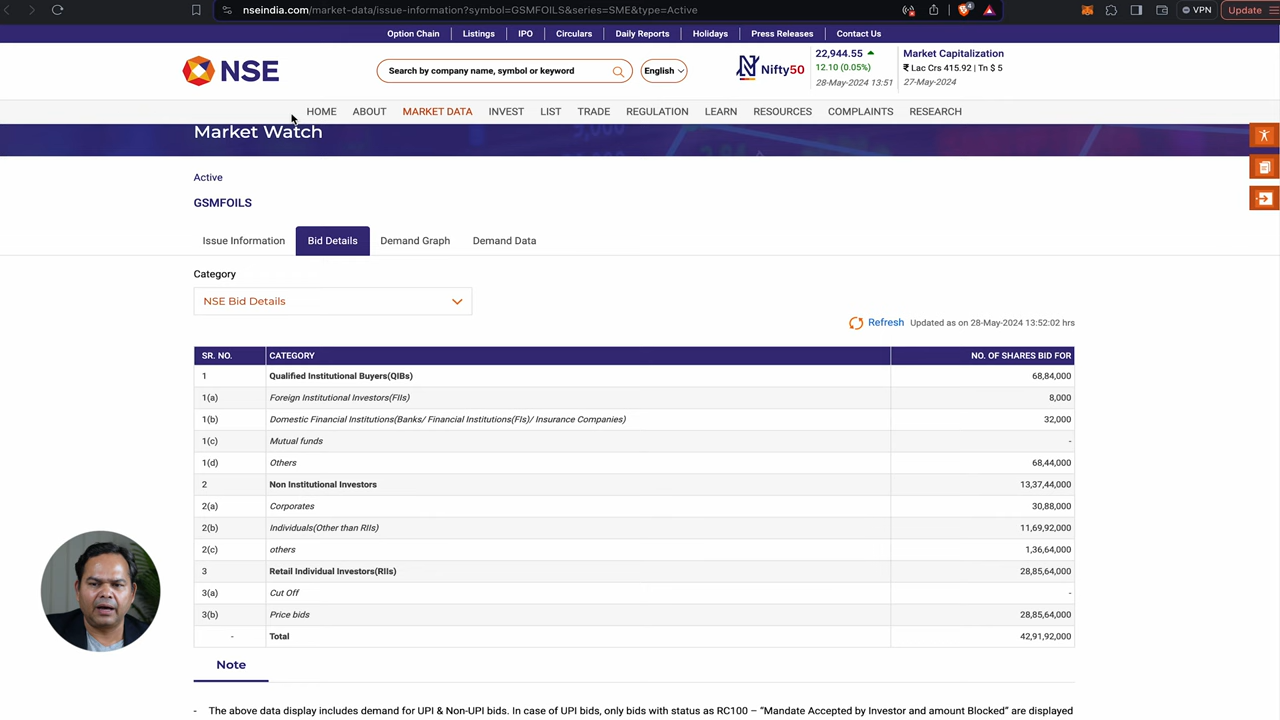 nseindia.com/market-data/issue-information?symbol=GSMFOILS&series=SME&type=Active
4
VPN
Update
Option Chain
Listings
IPO
Circulars
Daily Reports
Holidays
Press Releases
Contact Us
NSE
Search by company name, symbol or keyword
English
Nifty50
22,944.55
12.10 (0.05%)
28-May-2024 13:51
Market Capitalization
₹ Lac Crs 415.92 | Tn $ 5
27-May-2024
HOME ABOUT MARKET DATA INVEST LIST TRADE REGULATION LEARN RESOURCES COMPLAINTS RESEARCH
Market Watch
Active
GSMFOILS
Issue Information Bid Details Demand Graph Demand Data
Category
NSE Bid Details
Refresh Updated as on 28-May-2024 13:52:02 hrs
SR. NO. CATEGORY NO. OF SHARES BID FOR
1 Qualified Institutional Buyers(QIBs) 68,84,000
1(a) Foreign Institutional Investors(FIIs) 8,000
1(b) Domestic Financial Institutions(Banks/ Financial Institutions(FIs)/ Insurance Companies) 32,000
1(c) Mutual funds -
1(d) Others 68,44,000
2 Non Institutional Investors 13,37,44,000
2(a) Corporates 30,88,000
2(b) Individuals(Other than RIIs) 11,69,92,000
2(c) others 1,36,64,000
3 Retail Individual Investors(RIIs) 28,85,64,000
3(a) Cut Off -
3(b) Price bids 28,85,64,000
- Total 42,91,92,000
Note
- The above data display includes demand for UPI & Non-UPI bids. In case of UPI bids, only bids with status as RC100 – “Mandate Accepted by Investor and amount Blocked” are displayed